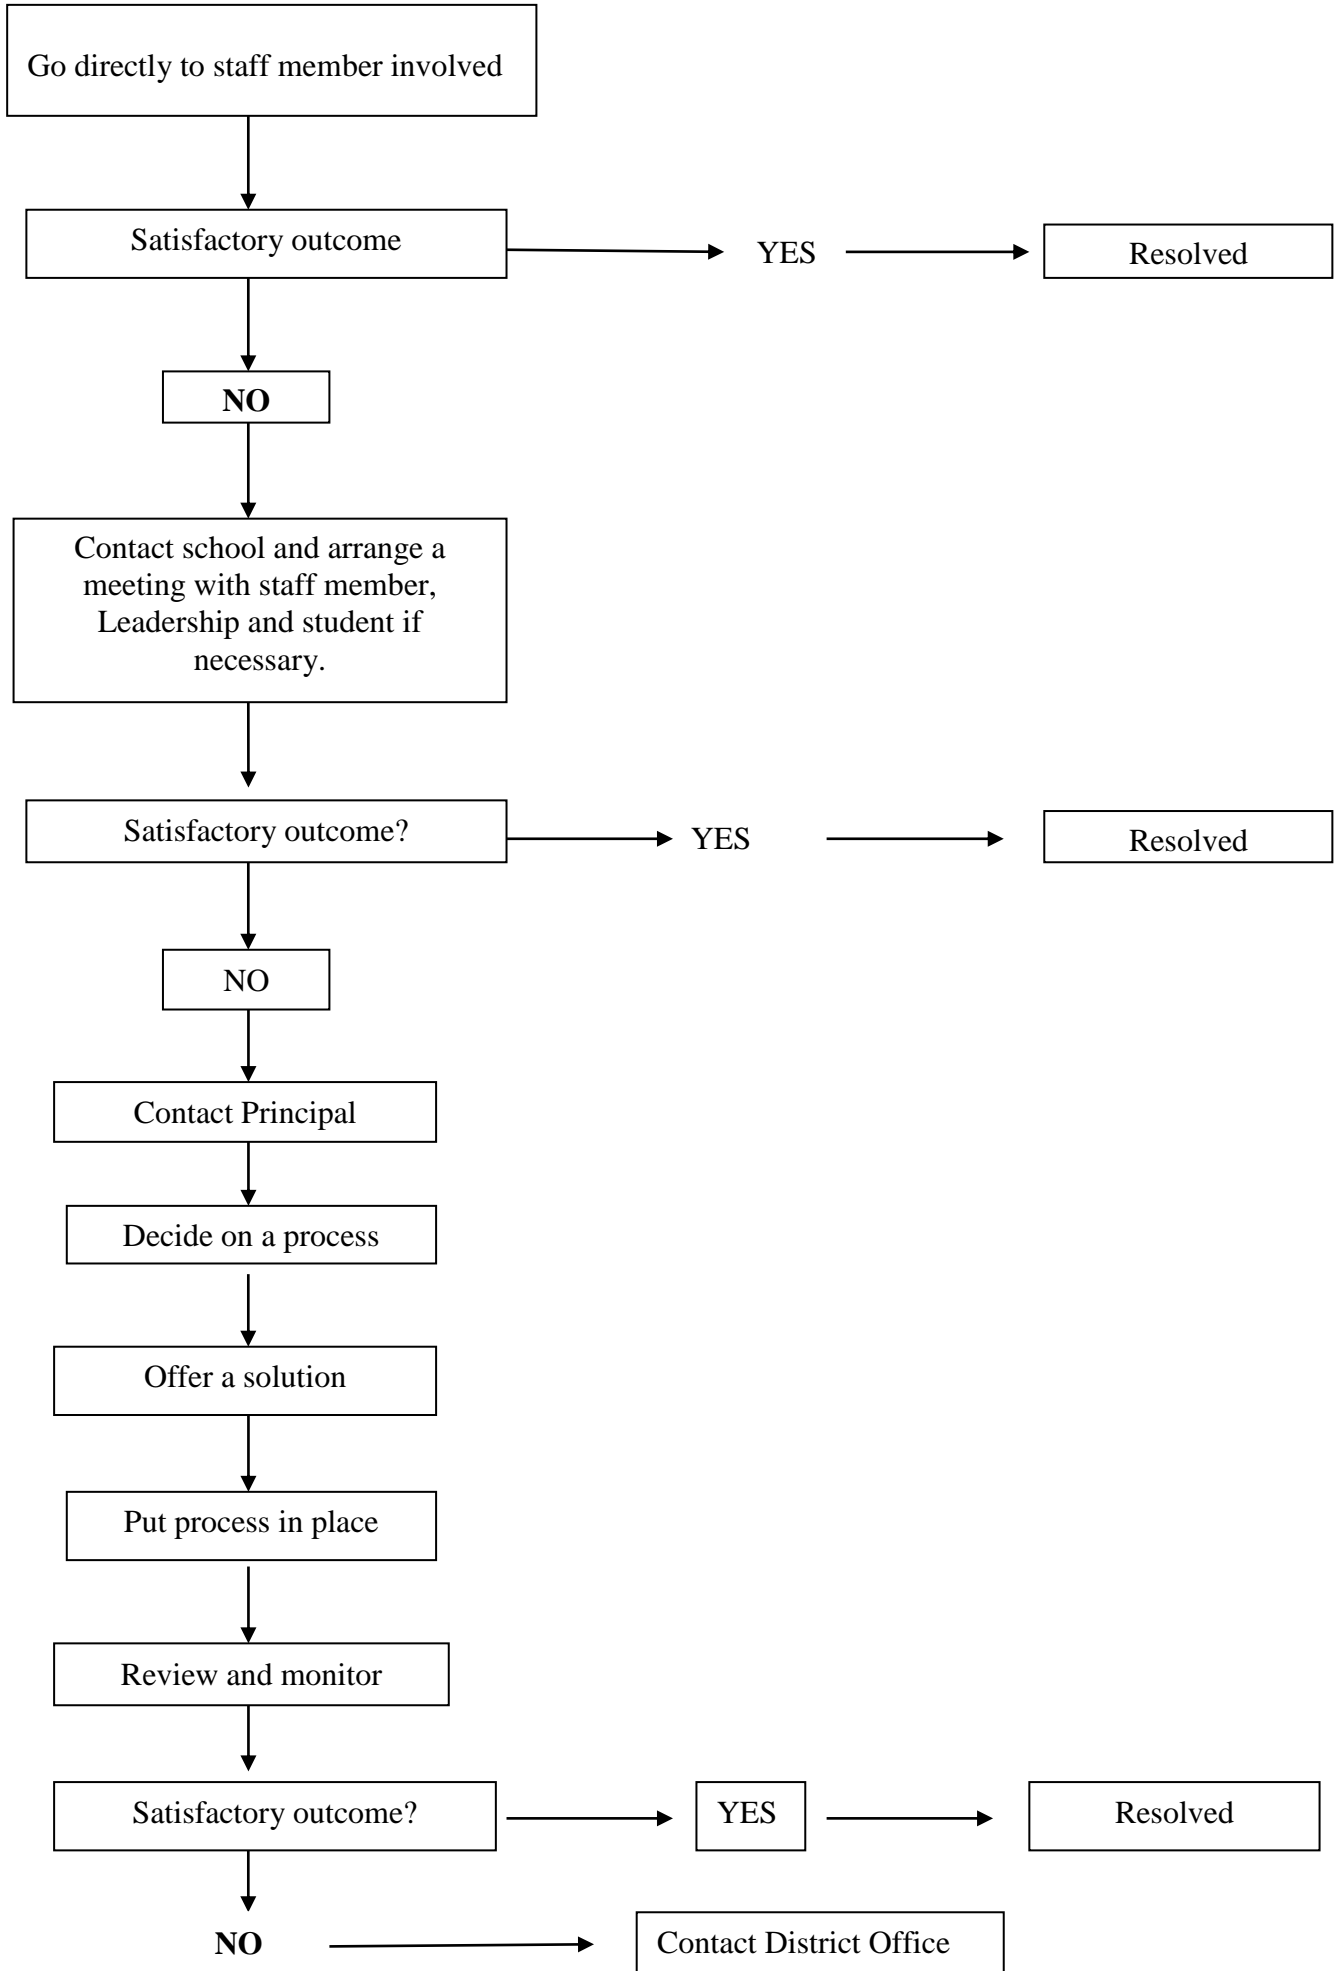 Go directly to staff member involved
Satisfactory outcome
YES
Resolved
NO
Contact school and arrange a
meeting with staff member,
Leadership and student if
necessary.
Satisfactory outcome?
YES
Resolved
NO
Contact Principal
Decide on a process
Offer a solution
Put process in place
Review and monitor
Satisfactory outcome?
YES
Resolved
NO
Contact District Office